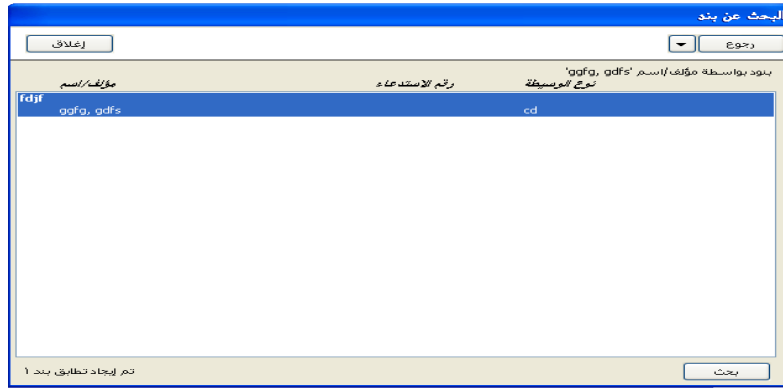 البحث عن بند
رجوع إغلاق
بنود بواسطة مؤلف/اسم 'ggfg, gdfs'
نوع الوسيطة رقم الاستدعاء مؤلف/اسم
fdjf
ggfg, gdfs cd
بحث تم إيجاد تطابق بند ١